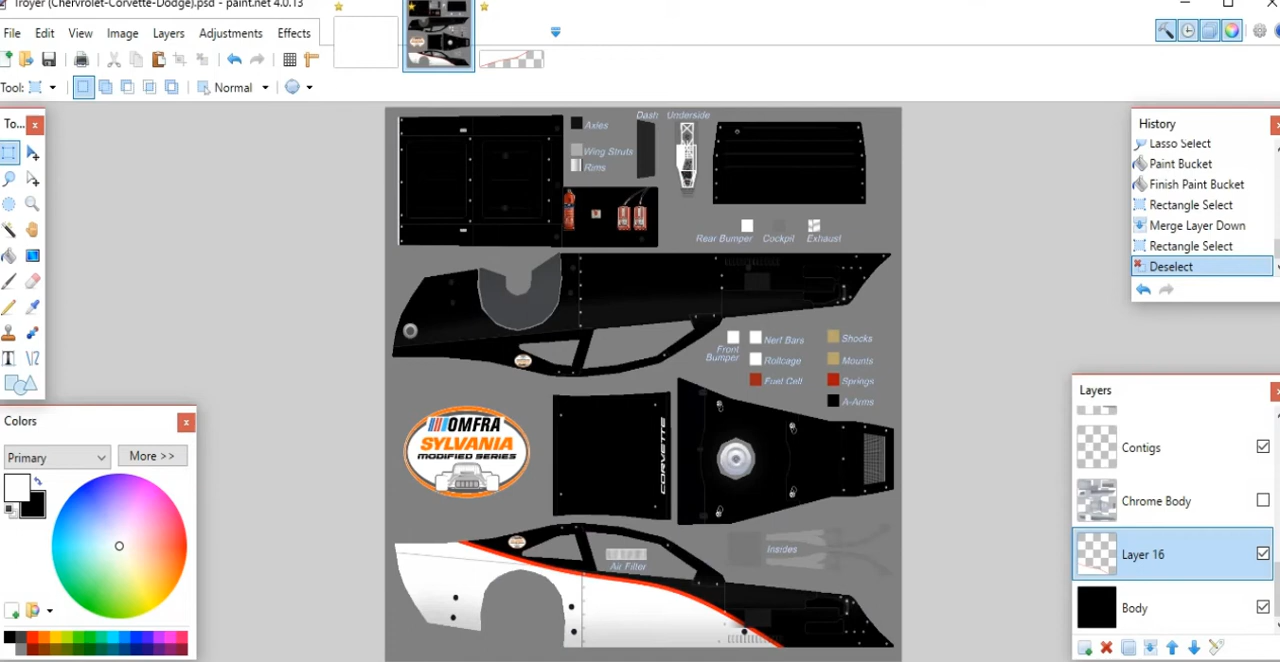 Troyer (Chervrolet-Corvette-Dodge).psd - paint.net 4.0.13
File Edit View Image Layers Adjustments Effects
Tool: Normal
To...
History
Lasso Select
Paint Bucket
Finish Paint Bucket
Rectangle Select
Merge Layer Down
Rectangle Select
Deselect
Axles
Wing Struts
Rims
Dash
Underside
Rear Bumper Cockpit Exhaust
Front Bumper
Nerf Bars
Rollcage
Fuel Cell
Shocks
Mounts
Springs
A-Arms
OMFRA
SYLVANIA
MODIFIED SERIES
CORVETTE
Air Filter
Insides
Colors
Primary
More >>
Layers
Contigs
Chrome Body
Layer 16
Body